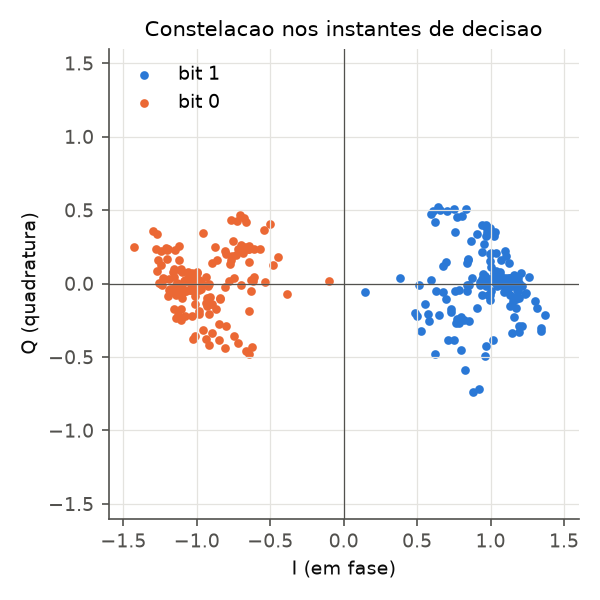 Constelacao nos instantes de decisao
bit 1
bit 0
Q (quadratura)
1.5
1.0
0.5
0.0
−0.5
−1.0
−1.5
−1.5 −1.0 −0.5 0.0 0.5 1.0 1.5
I (em fase)